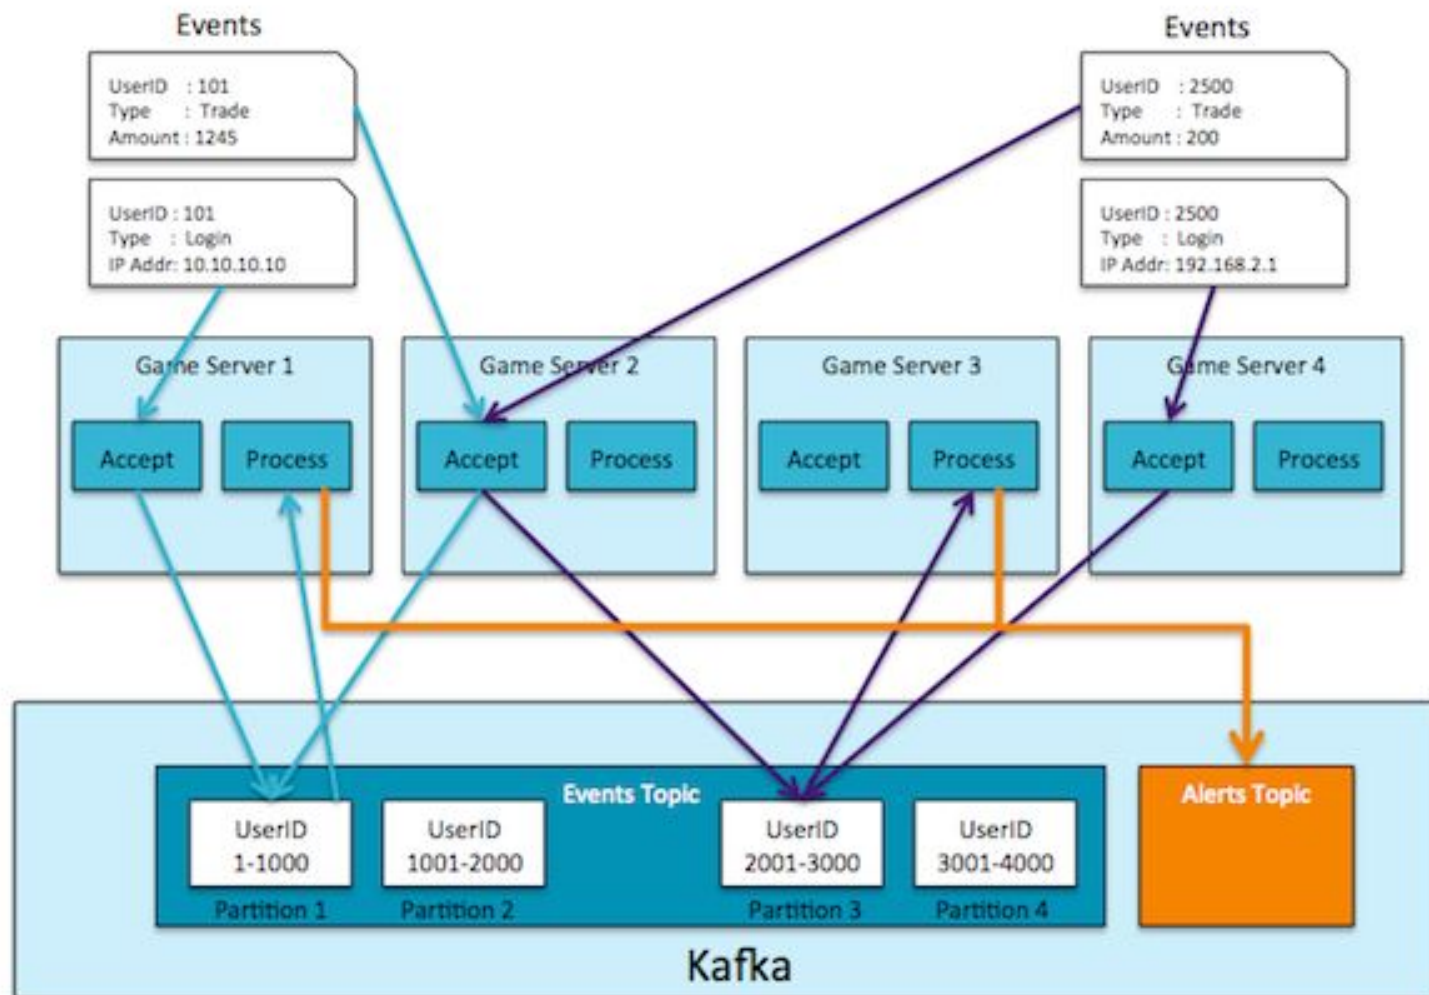 Events
UserID : 101
Type : Trade
Amount : 1245
UserID : 101
Type : Login
IP Addr: 10.10.10.10
Events
UserID : 2500
Type : Trade
Amount : 200
UserID : 2500
Type : Login
IP Addr: 192.168.2.1
Game Server 1
Accept
Process
Game Server 2
Accept
Process
Game Server 3
Accept
Process
Game Server 4
Accept
Process
Events Topic
UserID
1-1000
Partition 1
UserID
1001-2000
Partition 2
UserID
2001-3000
Partition 3
UserID
3001-4000
Partition 4
Alerts Topic
Kafka